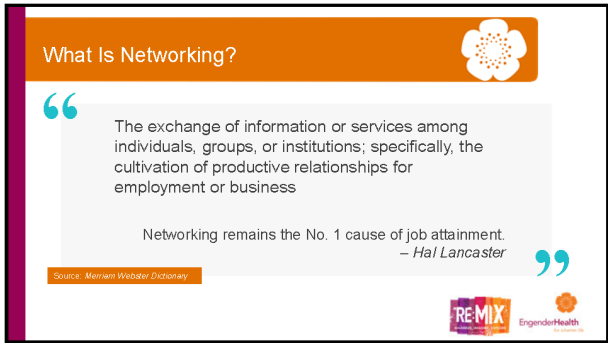 What Is Networking?
“
The exchange of information or services among
individuals, groups, or institutions; specifically, the
cultivation of productive relationships for
employment or business
Networking remains the No. 1 cause of job attainment.
– Hal Lancaster
”
Source: Merriam Webster Dictionary
RE:MIX
EngenderHealth